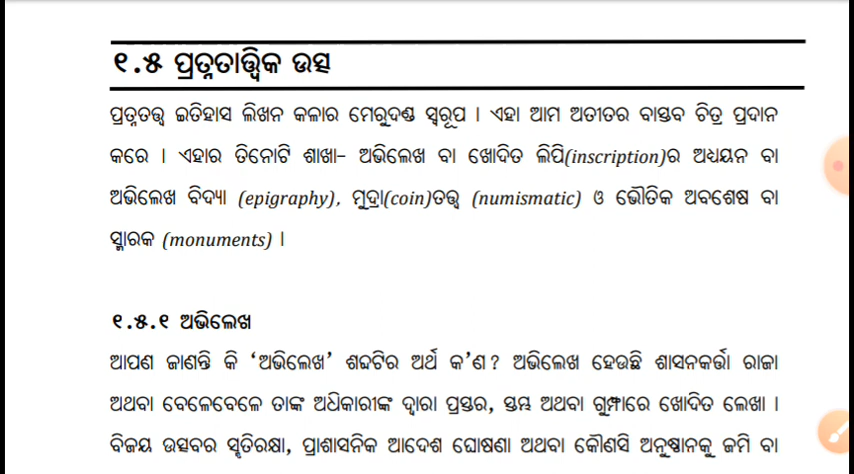 ୧.୫ ପ୍ରତ୍ନତାତ୍ତ୍ୱିକ ଉତ୍ସ
ପ୍ରତ୍ନତତ୍ତ୍ୱ ଇତିହାସ ଲିଖନ କଳାର ମେରୁଦଣ୍ଡ ସ୍ୱରୂପ । ଏହା ଆମ ଅତୀତର ବାସ୍ତବ ଚିତ୍ର ପ୍ରଦାନ
କରେ । ଏହାର ତିନୋଟି ଶାଖା- ଅଭିଲେଖ ବା ଖୋଦିତ ଲିପି(inscription)ର ଅଧ୍ୟୟନ ବା
ଅଭିଲେଖ ବିଦ୍ୟା (epigraphy), ମୁଦ୍ରା(coin)ତତ୍ତ୍ୱ (numismatic) ଓ ଭୌତିକ ଅବଶେଷ ବା
ସ୍ମାରକ (monuments) ।
୧.୫.୧ ଅଭିଲେଖ
ଆପଣ ଜାଣନ୍ତି କି ‘ଅଭିଲେଖ’ ଶବ୍ଦଟିର ଅର୍ଥ କ’ଣ? ଅଭିଲେଖ ହେଉଛି ଶାସନକର୍ତ୍ତା ରାଜା
ଅଥବା ବେଳେବେଳେ ତାଙ୍କ ଅଧିକାରୀଙ୍କ ଦ୍ୱାରା ପ୍ରସ୍ତର, ସ୍ତମ୍ଭ ଅଥବା ଗୁମ୍ଫାରେ ଖୋଦିତ ଲେଖା ।
ବିଜୟ ଉତ୍ସବର ସ୍ମୃତିରକ୍ଷା, ପ୍ରାଶାସନିକ ଆଦେଶ ଘୋଷଣା ଅଥବା କୌଣସି ଅନୁଷ୍ଠାନକୁ ଜମି ବା